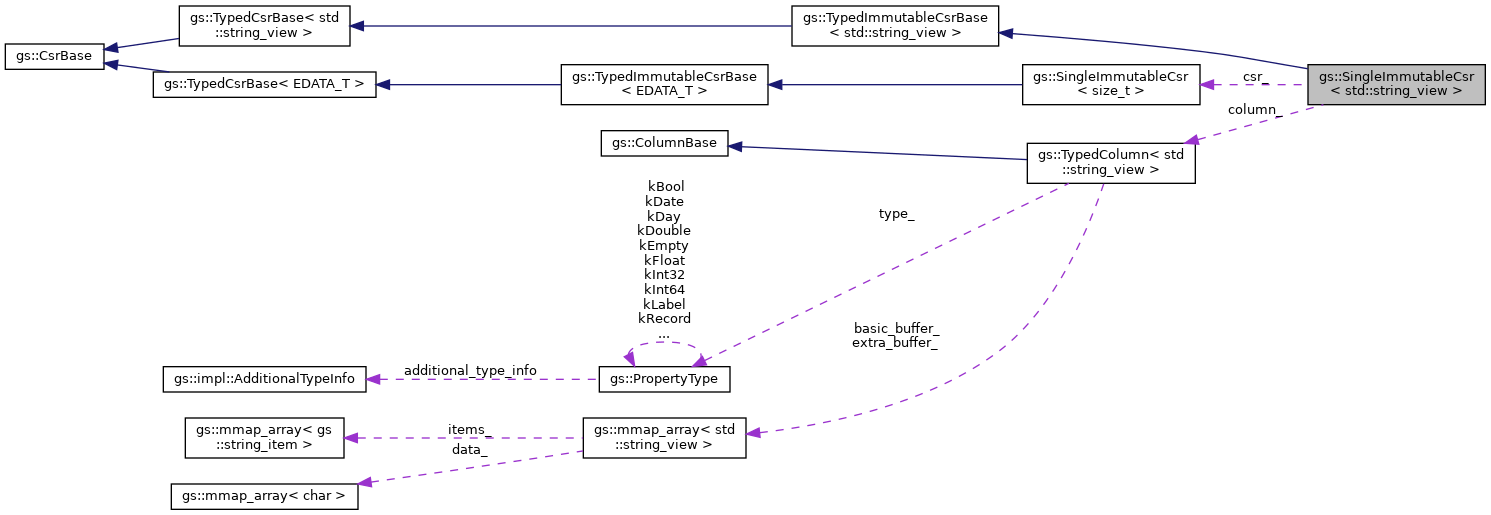 gs::TypedCsrBase< std
::string_view >
gs::TypedImmutableCsrBase
< std::string_view >
gs::CsrBase
gs::TypedCsrBase< EDATA_T >
gs::TypedImmutableCsrBase
< EDATA_T >
gs::SingleImmutableCsr
< size_t >
csr_
gs::SingleImmutableCsr
< std::string_view >
column_
gs::ColumnBase
gs::TypedColumn< std
::string_view >
kBool
kDate
kDay
kDouble
kEmpty
kFloat
kInt32
kInt64
kLabel
kRecord
...
type_
basic_buffer_
extra_buffer_
gs::impl::AdditionalTypeInfo
additional_type_info
gs::PropertyType
gs::mmap_array< gs
::string_item >
items_
data_
gs::mmap_array< std
::string_view >
gs::mmap_array< char >